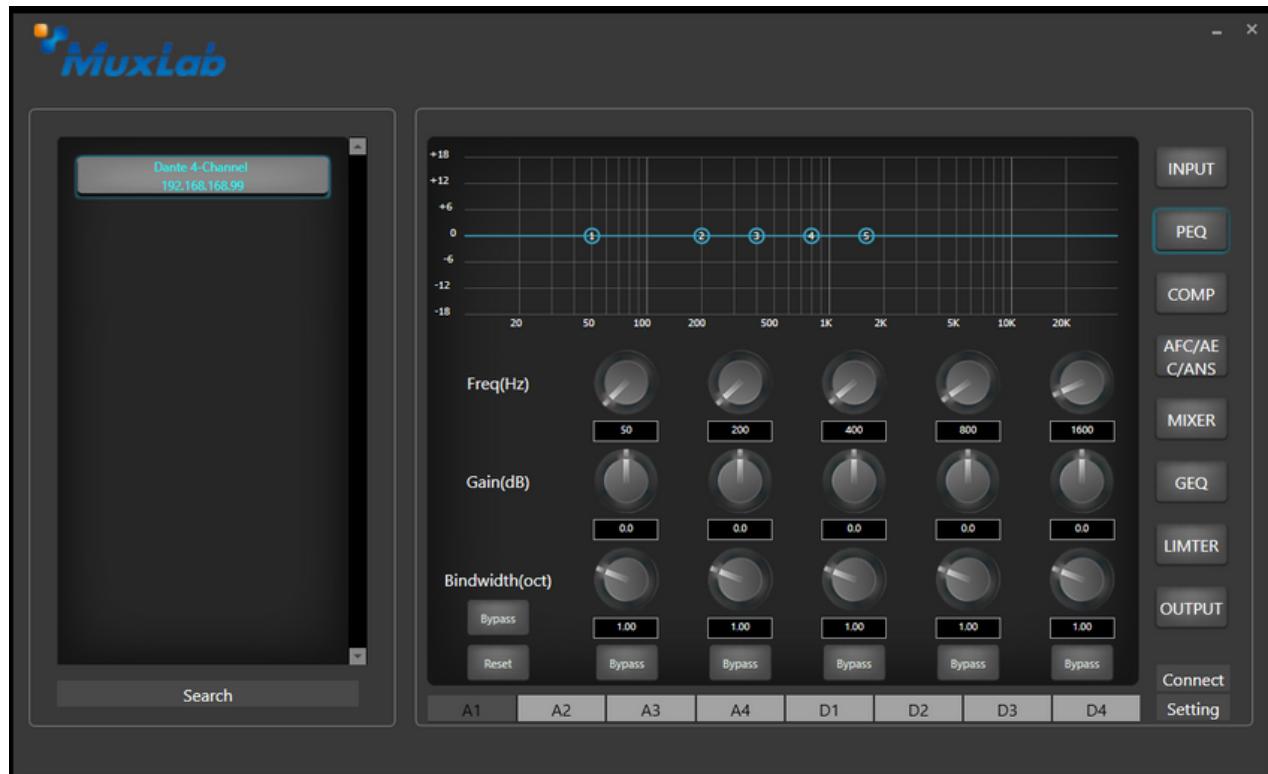 MuxLab
Dante 4-Channel
192.168.168.99
Search
+18
+12
+6
0
-6
-12
-18
1 2 3 4 5
20 50 100 200 500 1K 2K 5K 10K 20K
Freq(Hz)
50 200 400 800 1600
Gain(dB)
0.0 0.0 0.0 0.0 0.0
Bindwidth(oct)
1.00 1.00 1.00 1.00 1.00
Bypass
Reset Bypass Bypass Bypass Bypass Bypass
A1 A2 A3 A4 D1 D2 D3 D4
INPUT
PEQ
COMP
AFC/AE
C/ANS
MIXER
GEQ
LIMTER
OUTPUT
Connect
Setting